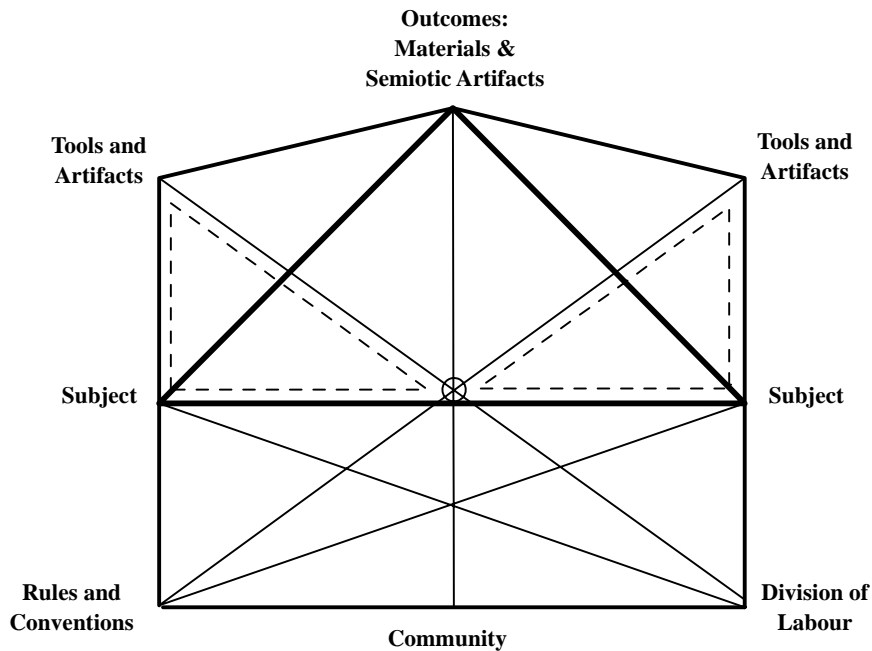 Outcomes:
Materials &
Semiotic Artifacts
Tools and
Artifacts
Tools and
Artifacts
Subject
Subject
Rules and
Conventions
Division of
Labour
Community